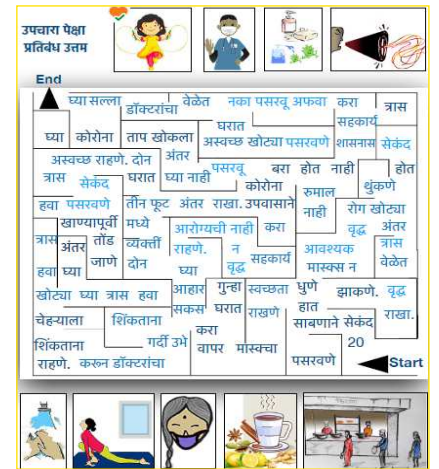 उपचारा पेक्षा
प्रतिबंध उत्तम
End
घ्या सल्ला डॉक्टरांचा वेळेत नका पसरवू अफवा करा त्रास
घ्या कोरोना ताप खोकला घरात अस्वच्छ खोट्या पसरवणे सहकार्य शासनास सेकंद
अस्वच्छ राहणे. दोन अंतर पसरवू बरा होत नाही होत
त्रास सेकंद घरात घ्या नाही कोरोना रुमाल थुंकणे
हवा पसरवणे तीन फूट अंतर राखा. उपवासाने नाही रोग खोट्या
खाण्यापूर्वी मध्ये आरोग्यची नाही करा वृद्ध अंतर
त्रास अंतर तोंड व्यक्तीं राहणे. न आवश्यक त्रास
हवा घ्या जाणे दोन घ्या वृद्ध सहकार्य मास्क्स न वेळेत
खोट्या घ्या त्रास हवा आहार गुन्हा स्वच्छता धुणे झाकणे. वृद्ध
चेहऱ्याला शिंकताना सकस घरात राखणे हात साबणाने सेकंद राखा.
शिंकताना गर्दी उभे करा वापर मास्कचा 20
राहणे. करून डॉक्टरांचा पसरवणे Start